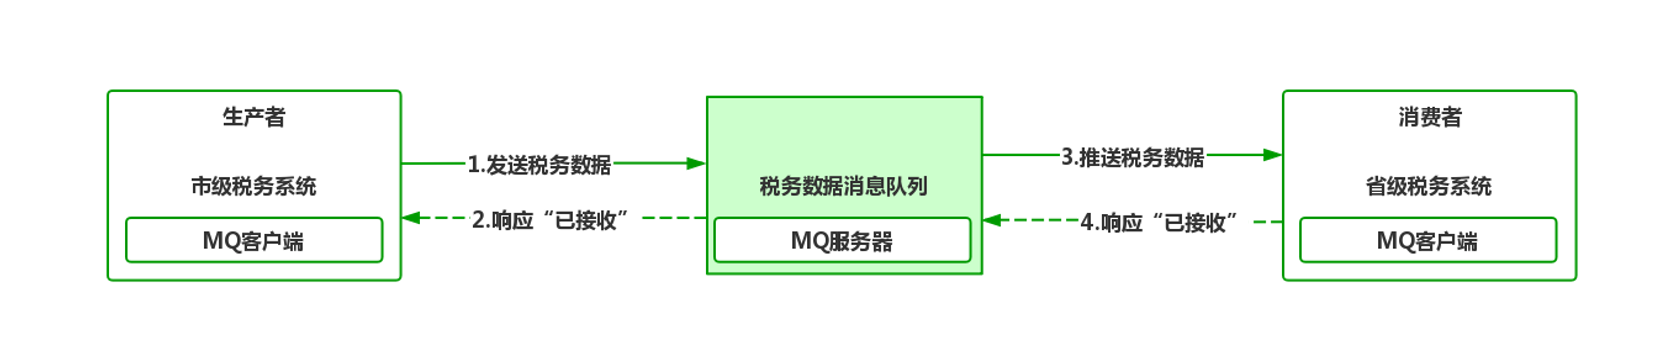 生产者
消费者
1.发送税务数据
3.推送税务数据
市级税务系统
税务数据消息队列
省级税务系统
2.响应“已接收”
4.响应“已接收”
MQ客户端
MQ服务器
MQ客户端